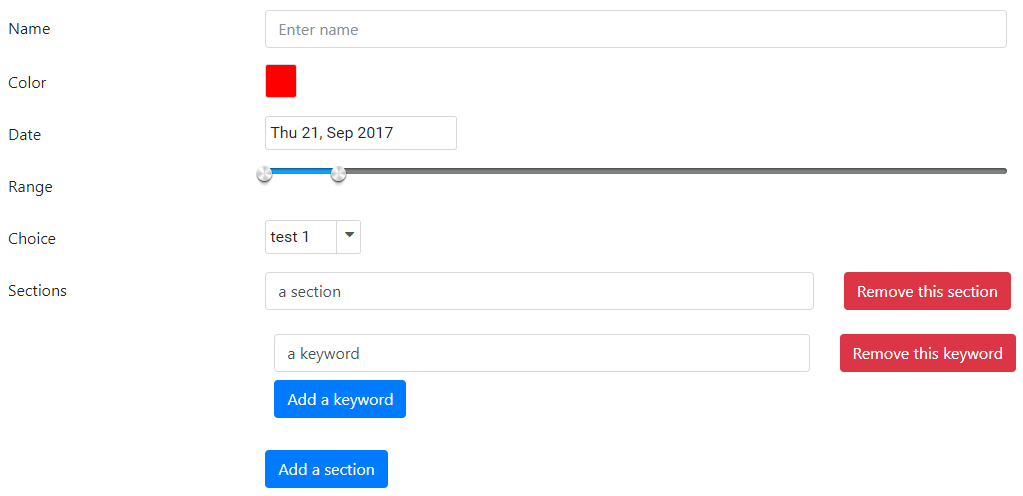 Name
Enter name
Color
Date
Thu 21, Sep 2017
Range
Choice
test 1
Sections
a section
Remove this section
a keyword
Remove this keyword
Add a keyword
Add a section